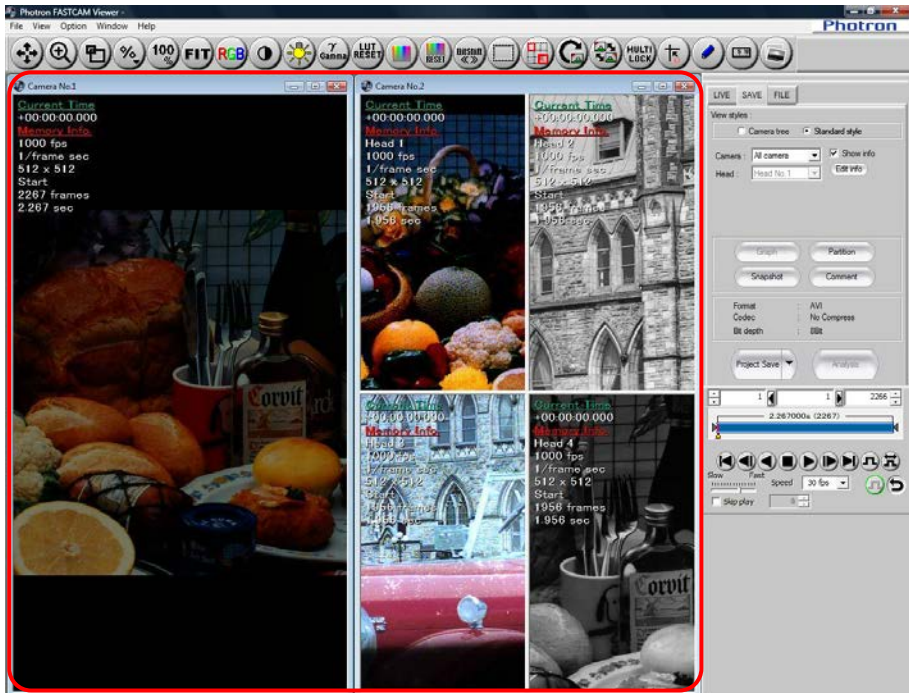 Photron FASTCAM Viewer -
File View Option Window Help
Photron
% 100% FIT RGB γ Gamma LUT RESET RESET MULTI LOCK
Camera No.1
Current Time
+00:00:00.000
Memory Info.
1000 fps
1/frame sec
512 x 512
Start
2267 frames
2.267 sec
Corvit
Camera No.2
Current Time
+00:00:00.000
Memory Info.
Head 1
1000 fps
1/frame sec
512 x 512
Start
1956 frames
1.956 sec
Current Time
+00:00:00.000
Memory Info.
Head 2
1000 fps
1/frame sec
512 x 512
Start
1956 frames
1.956 sec
Current Time
+00:00:00.000
Memory Info.
Head 3
1000 fps
1/frame sec
512 x 512
Start
1956 frames
1.956 sec
Current Time
+00:00:00.000
Memory Info.
Head 4
1000 fps
1/frame sec
512 x 512
Start
1956 frames
1.956 sec
Corvit
LIVE SAVE FILE
View styles :
Camera tree Standard style
Camera : All camera Show info
Head : Head No.1 Edit info
Graph Partition
Snapshot Comment
Format : AVI
Codec : No Compress
Bit depth : 8Bit
Project Save Analysis
1 1 2266
2.267000s (2267)
Slow Fast Speed 30 fps
Skip play 5